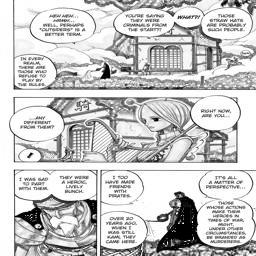 HEH HEH...
AHMM...
WELL, PERHAPS
"OUTSIDERS" IS A
BETTER TERM.
IN EVERY
REALM,
THERE ARE
THOSE WHO
REFUSE TO
PLAY BY
THE RULES.
YOU'RE SAYING
THEY WERE
CRIMINALS FROM
THE START?!
WHAT?!
THOSE
STRAW HATS
ARE PROBABLY
SUCH PEOPLE.
...ANY
DIFFERENT
FROM THEM?
騎
RIGHT NOW,
ARE YOU...
I WAS SAD
TO PART
WITH THEM.
THEY WERE
A HEROIC,
LIVELY
BUNCH.
I TOO
HAVE MADE
FRIENDS
WITH
PIRATES.
OVER 20
YEARS AGO,
WHEN I
WAS STILL
KAMI, THEY
CAME HERE.
IT'S ALL
A MATTER OF
PERSPECTIVE...
THOSE
WHOSE ACTIONS
MAKE THEM
HEROES IN
TIMES OF WAR,
MIGHT,
UNDER OTHER
CIRCUMSTANCES,
BE BRANDED AS
MURDERERS.